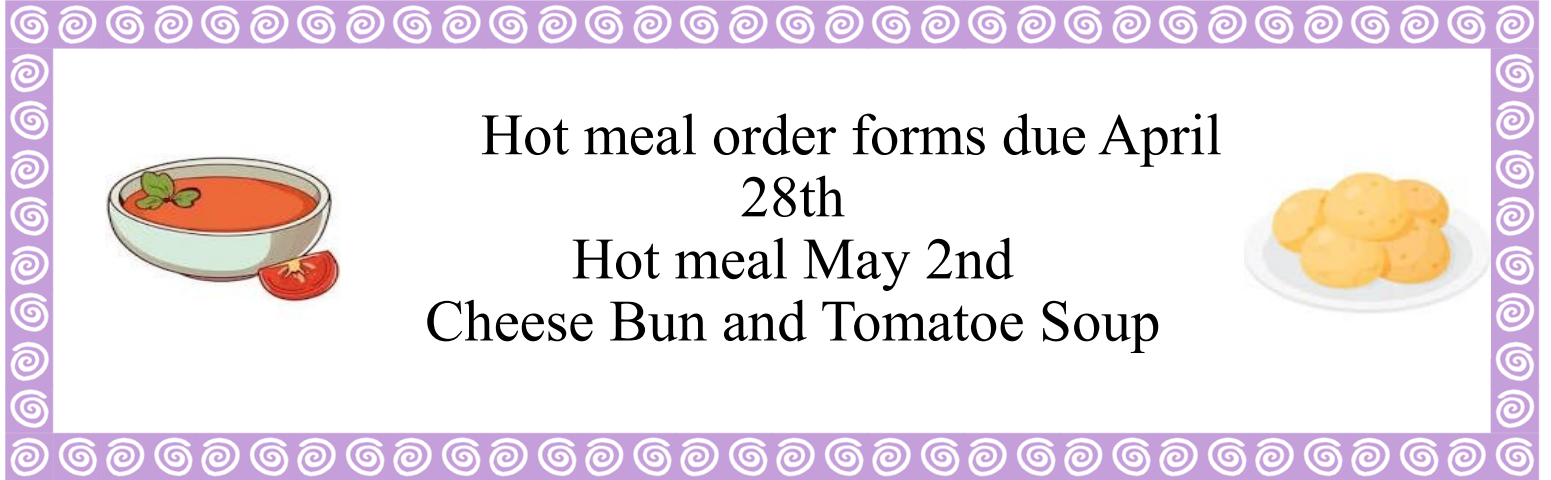 Hot meal order forms due April
28th
Hot meal May 2nd
Cheese Bun and Tomatoe Soup